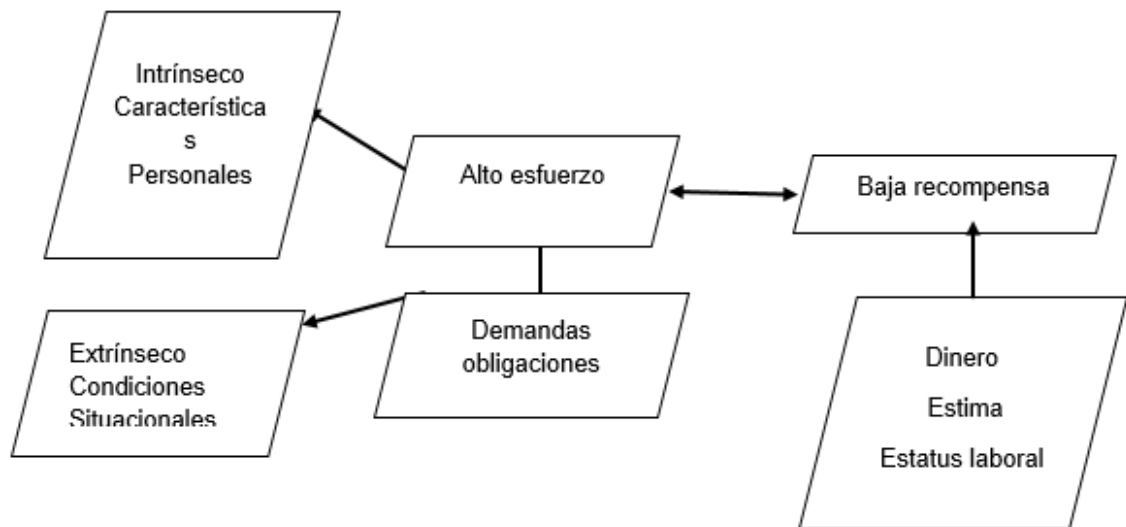 Intrínseco
Característica
s
Personales
Alto esfuerzo
Baja recompensa
Extrínseco
Condiciones
Situacionales
Demandas
obligaciones
Dinero
Estima
Estatus laboral